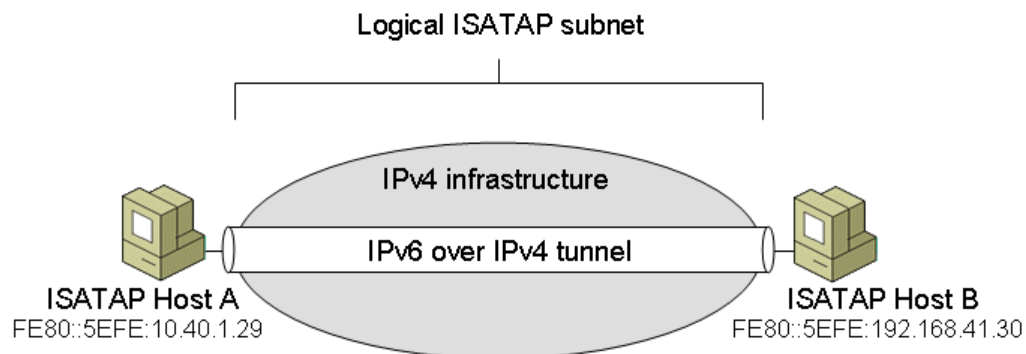 Logical ISATAP subnet
IPv4 infrastructure
IPv6 over IPv4 tunnel
ISATAP Host A
FE80::5EFE:10.40.1.29
ISATAP Host B
FE80::5EFE:192.168.41.30